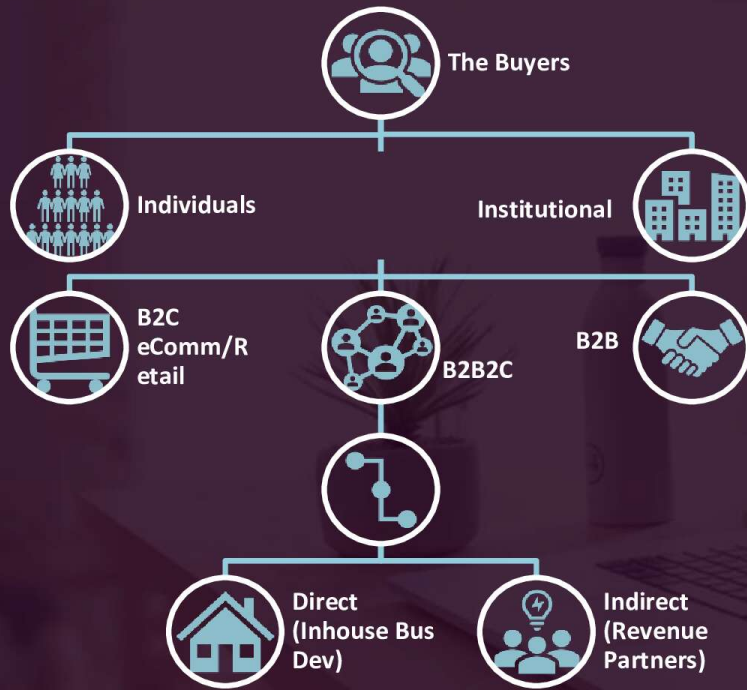 The Buyers
Individuals
Institutional
B2C
eComm/R
etail
B2B2C
B2B
Direct
(Inhouse Bus
Dev)
Indirect
(Revenue
Partners)